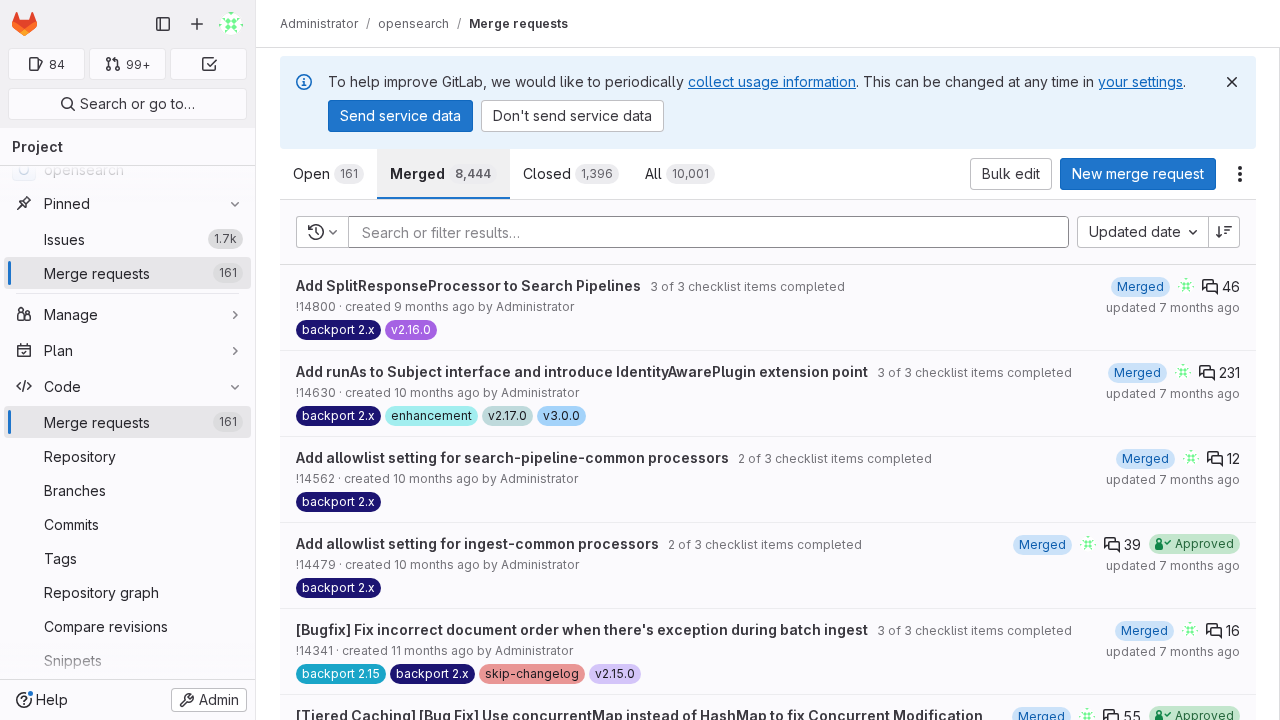 Administrator / opensearch / Merge requests
84
99+
Search or go to…
Project
opensearch
Pinned
Issues 1.7k
Merge requests 161
Manage
Plan
Code
Merge requests 161
Repository
Branches
Commits
Tags
Repository graph
Compare revisions
Snippets
Help
Admin
To help improve GitLab, we would like to periodically collect usage information. This can be changed at any time in your settings.
Send service data
Don't send service data
Open 161
Merged 8,444
Closed 1,396
All 10,001
Bulk edit
New merge request
Search or filter results…
Updated date
Add SplitResponseProcessor to Search Pipelines 3 of 3 checklist items completed
Merged 46
!14800 · created 9 months ago by Administrator
updated 7 months ago
backport 2.x v2.16.0
Add runAs to Subject interface and introduce IdentityAwarePlugin extension point 3 of 3 checklist items completed
Merged 231
!14630 · created 10 months ago by Administrator
updated 7 months ago
backport 2.x enhancement v2.17.0 v3.0.0
Add allowlist setting for search-pipeline-common processors 2 of 3 checklist items completed
Merged 12
!14562 · created 10 months ago by Administrator
updated 7 months ago
backport 2.x
Add allowlist setting for ingest-common processors 2 of 3 checklist items completed
Merged 39 Approved
!14479 · created 10 months ago by Administrator
updated 7 months ago
backport 2.x
[Bugfix] Fix incorrect document order when there's exception during batch ingest 3 of 3 checklist items completed
Merged 16
!14341 · created 11 months ago by Administrator
updated 7 months ago
backport 2.15 backport 2.x skip-changelog v2.15.0
[Tiered Caching] [Bug Fix] Use concurrentMap instead of HashMap to fix Concurrent Modification
Merged 55 Approved